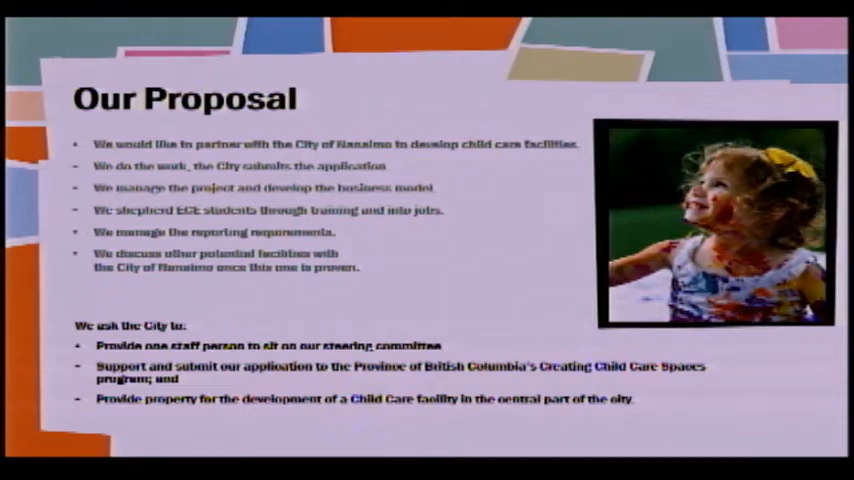 Our Proposal
• We would like to partner with the City of Nanaimo to develop child care facilities.
• We do the work, the City submits the application
• We manage the project and develop the business model.
• We shepherd ECE students through training and into jobs.
• We manage the reporting requirements.
• We discuss other potential facilities with
the City of Nanaimo once this one is proven.
We ask the City to:
• Provide one staff person to sit on our steering committee
• Support and submit our application to the Province of British Columbia's Creating Child Care Spaces
program; and
• Provide property for the development of a Child Care facility in the central part of the city.